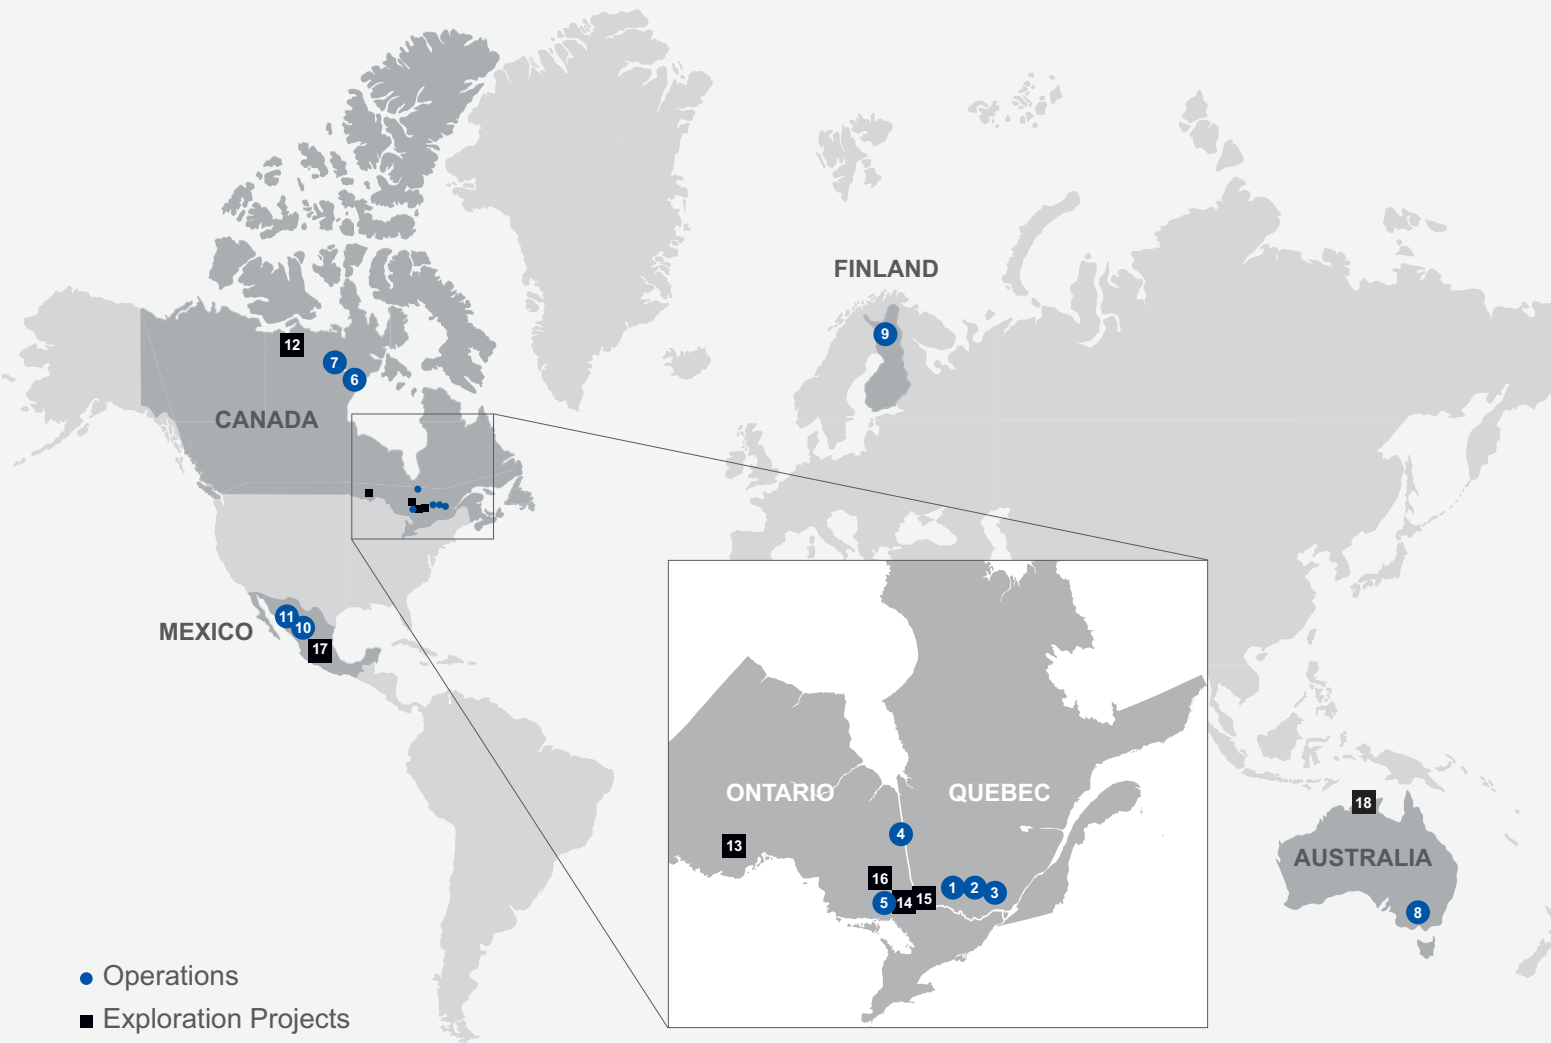 FINLAND
9
12
7
6
CANADA
11
10
MEXICO
17
ONTARIO
QUEBEC
18
4
13
AUSTRALIA
16
1
2
3
15
14
5
8
Operations
Exploration Projects